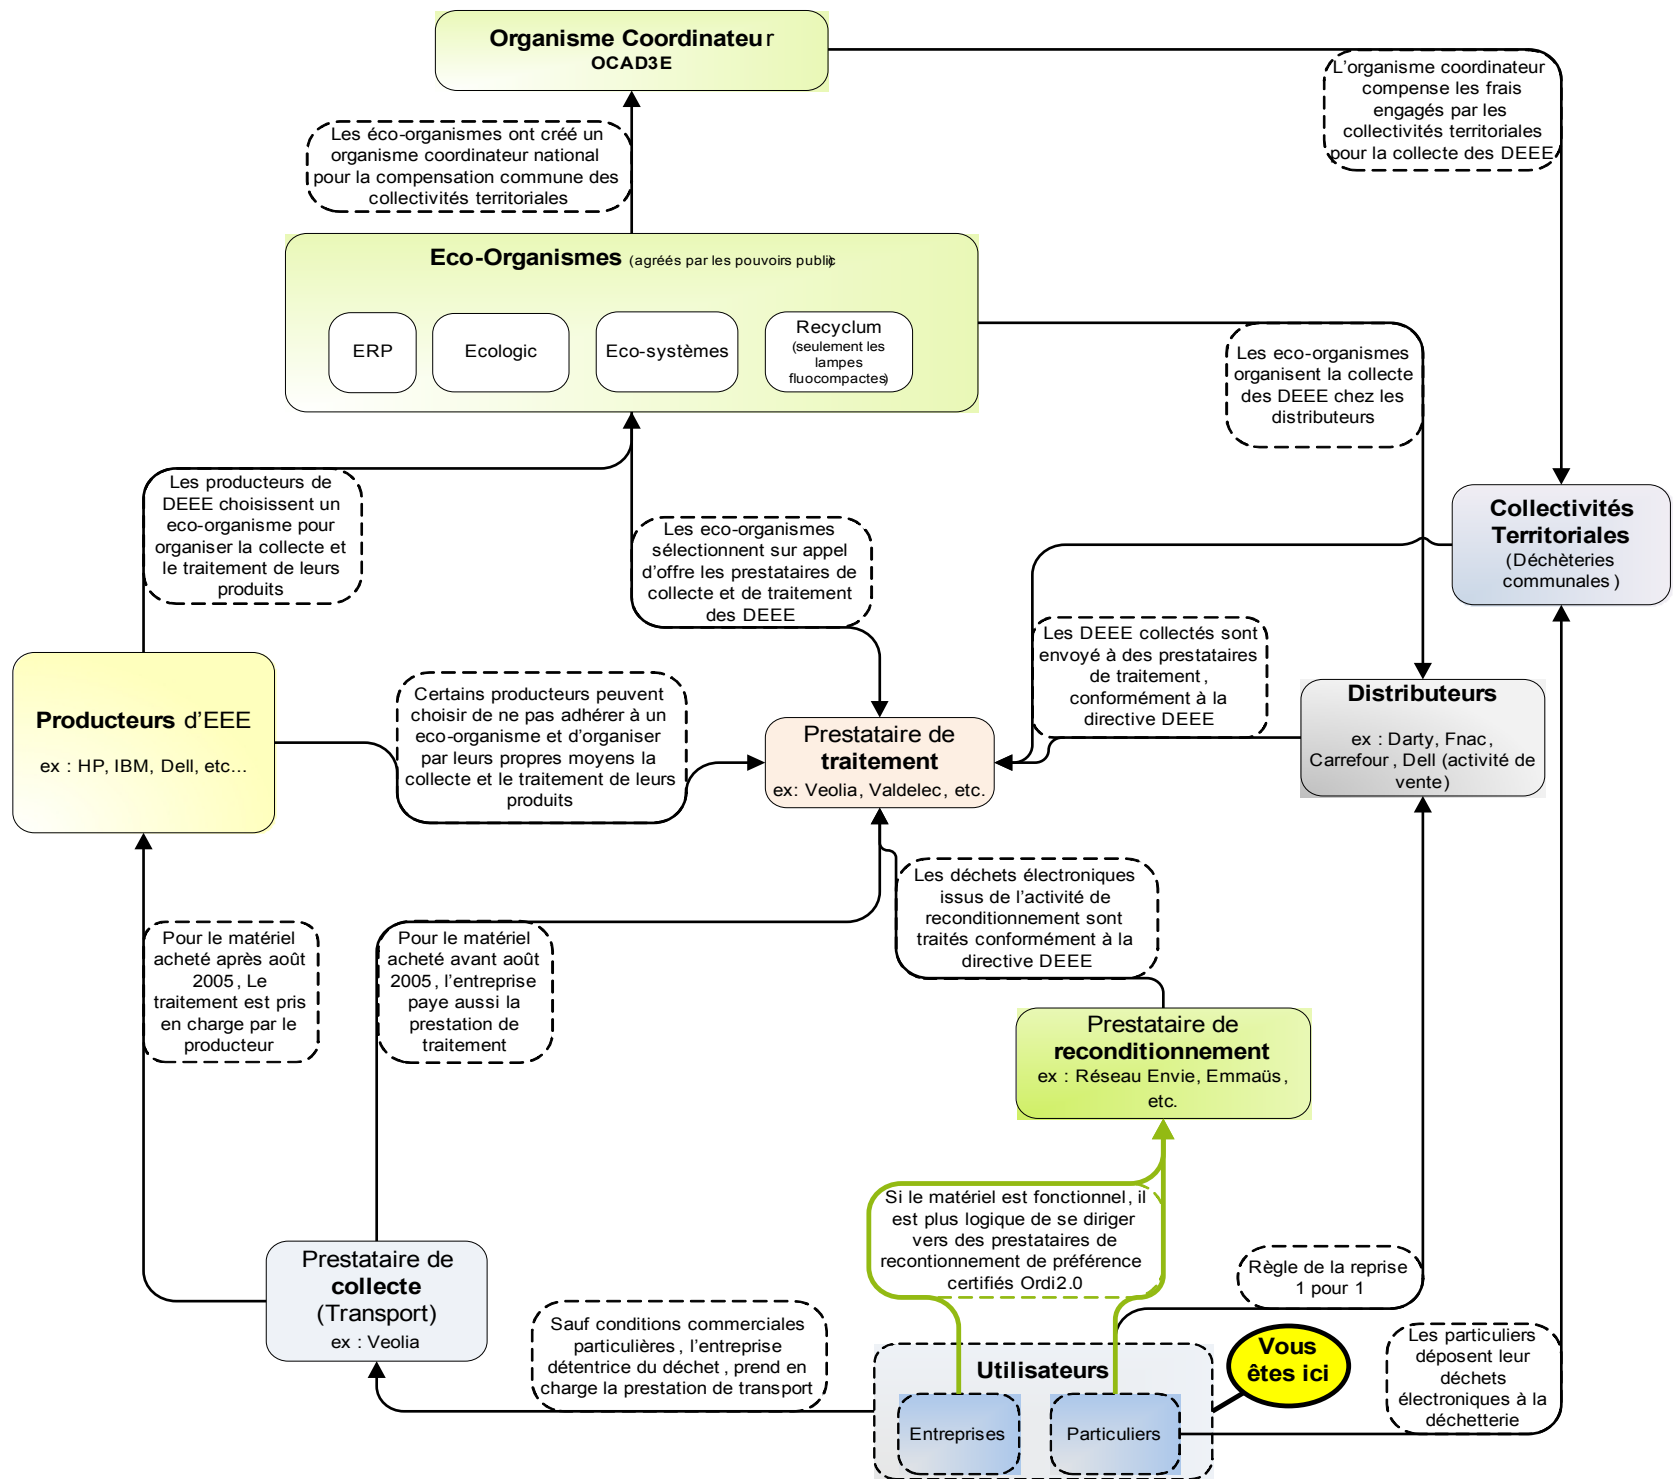 Organisme Coordinateur
OCAD3E
L'organisme coordinateur
compense les frais
engagés par les
collectivités territoriales
pour la collecte des DEEE
Les éco-organismes ont créé un
organisme coordinateur national
pour la compensation commune des
collectivités territoriales
Eco-Organismes (agréés par les pouvoirs public)
ERP
Ecologic
Eco-systèmes
Recyclum
(seulement les
lampes
fluocompactes)
Les eco-organismes
organisent la collecte
des DEEE chez les
distributeurs
Les producteurs de
DEEE choisissent un
eco-organisme pour
organiser la collecte et
le traitement de leurs
produits
Les eco-organismes
sélectionnent sur appel
d'offre les prestataires de
collecte et de traitement
des DEEE
Collectivités
Territoriales
(Déchèteries
communales)
Les DEEE collectés sont
envoyé à des prestataires
de traitement,
conformément à la
directive DEEE
Producteurs d'EEE
ex : HP, IBM, Dell, etc...
Certains producteurs peuvent
choisir de ne pas adhérer à un
eco-organisme et d'organiser
par leurs propres moyens la
collecte et le traitement de leurs
produits
Prestataire de
traitement
ex: Veolia, Valdelec, etc.
Distributeurs
ex : Darty, Fnac,
Carrefour, Dell (activité de
vente)
Les déchets électroniques
issus de l'activité de
reconditionnement sont
traités conformément à la
directive DEEE
Pour le matériel
acheté après août
2005, Le
traitement est pris
en charge par le
producteur
Pour le matériel
acheté avant août
2005, l'entreprise
paye aussi la
prestation de
traitement
Prestataire de
reconditionnement
ex : Réseau Envie, Emmaüs,
etc.
Si le matériel est fonctionnel, il
est plus logique de se diriger
vers des prestataires de
recontionnement de préférence
certifiés Ordi2.0
Prestataire de
collecte
(Transport)
ex : Veolia
Règle de la reprise
1 pour 1
Sauf conditions commerciales
particulières, l'entreprise
détentrice du déchet, prend en
charge la prestation de transport
Utilisateurs
Entreprises
Particuliers
Vous
êtes ici
Les particuliers
déposent leur
déchets
électroniques à la
déchetterie